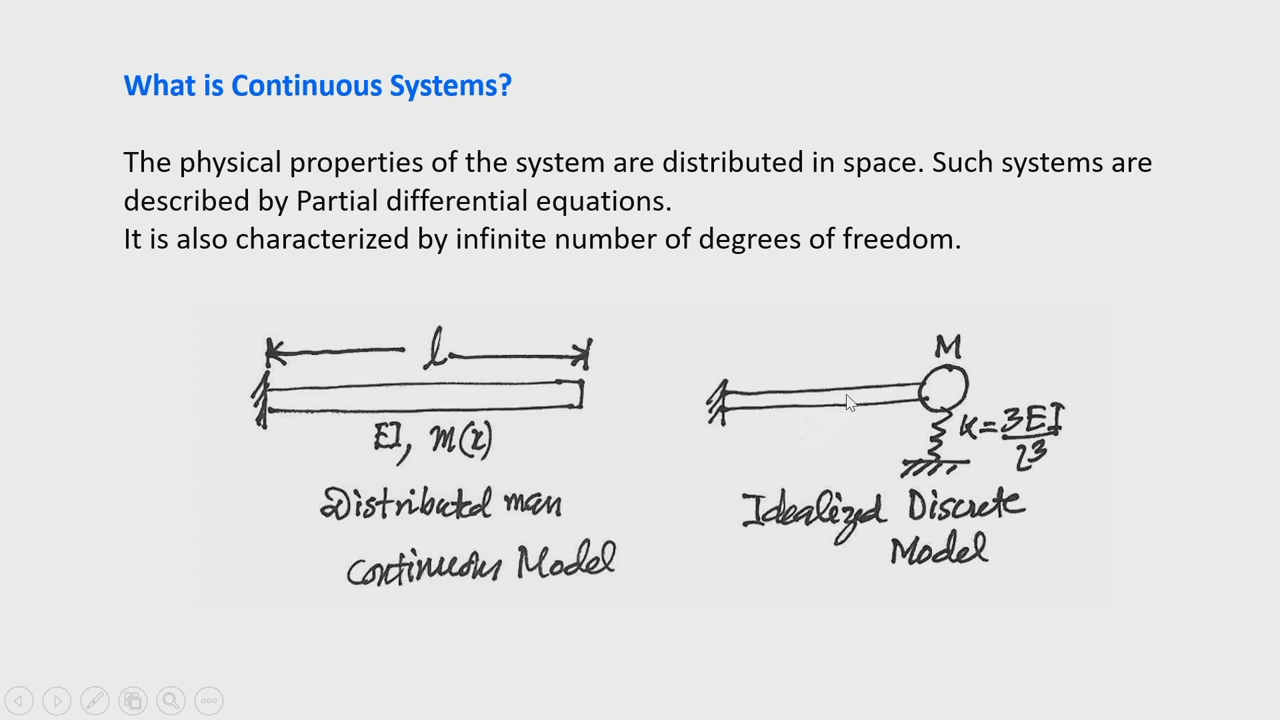 What is Continuous Systems?
The physical properties of the system are distributed in space. Such systems are
described by Partial differential equations.
It is also characterized by infinite number of degrees of freedom.
l
M
EI, m(x)
K = 3EI / l3
Distributed mass
Continuous Model
Idealized Discrete
Model